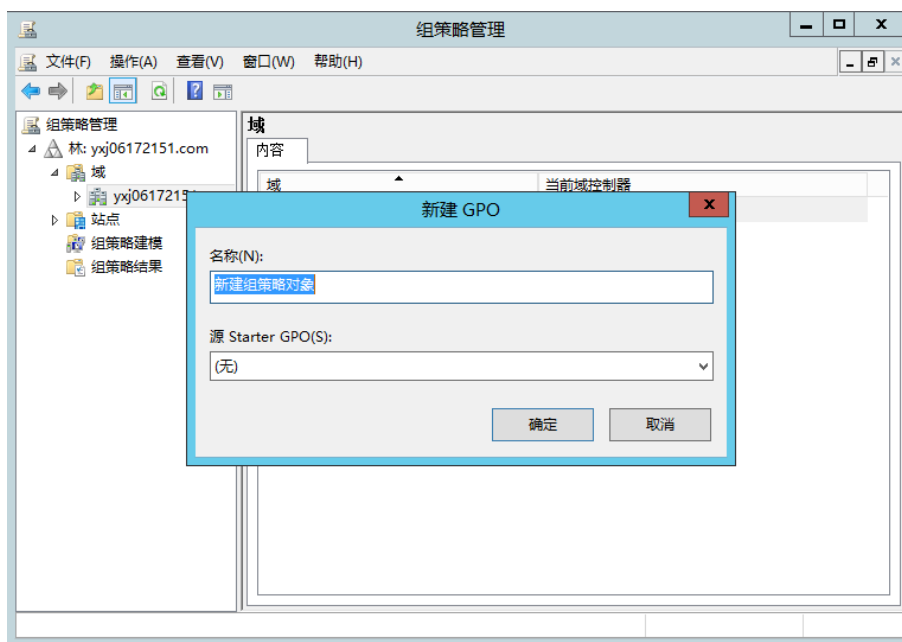 组策略管理
文件(F) 操作(A) 查看(V) 窗口(W) 帮助(H)
组策略管理
林: yxj06172151.com
域
站点
组策略建模
组策略结果
域
内容
域 当前域控制器
新建 GPO
名称(N):
新建组策略对象
源 Starter GPO(S):
(无)
确定 取消